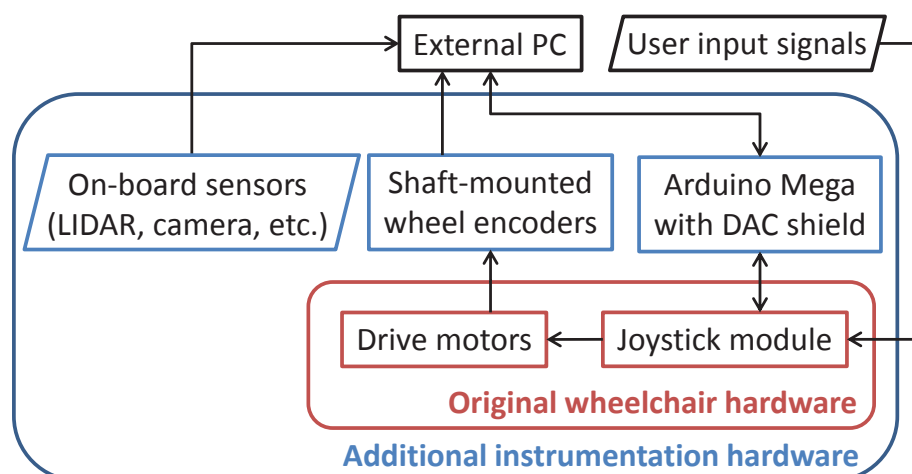 External PC
User input signals
On-board sensors
(LIDAR, camera, etc.)
Shaft-mounted
wheel encoders
Arduino Mega
with DAC shield
Drive motors
Joystick module
Original wheelchair hardware
Additional instrumentation hardware